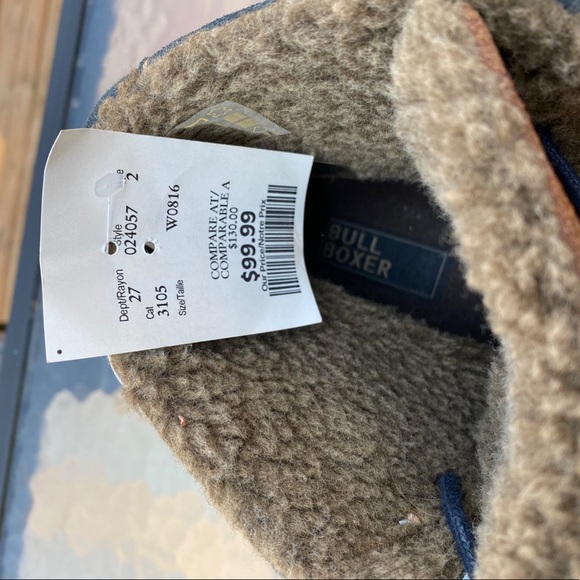 Dept/Rayon
27
Style
024057 2
Cat
3105
Size/Taille
W0816
COMPARE AT/
COMPARABLE A
$130.00
$99.99
Our Price/Notre Prix
BULL
BOXER